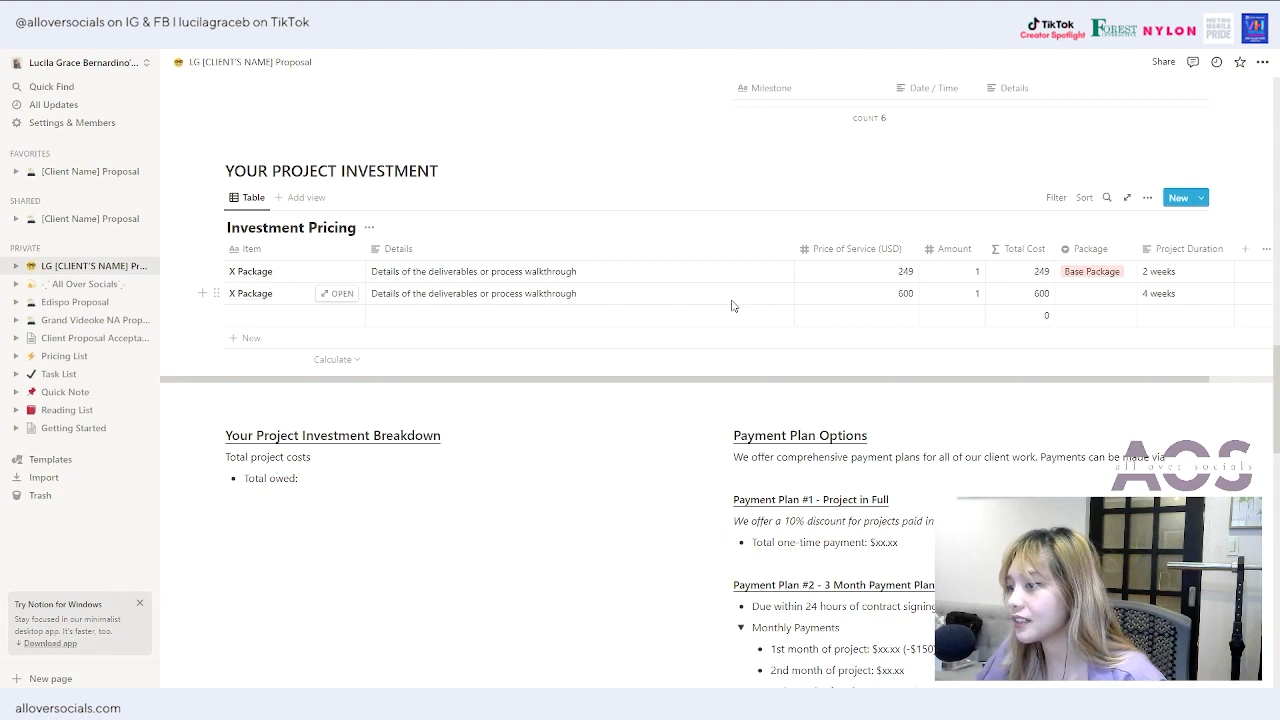 @alloversocials on IG & FB | lucilagraceb on TikTok
TikTok
Creator Spotlight
FOREST
NYLON
METRO
MANILA
PRIDE
VH
Lucila Grace Bernardino'...
LG [CLIENT'S NAME] Proposal
Share
Quick Find
All Updates
Settings & Members
FAVORITES
[Client Name] Proposal
SHARED
[Client Name] Proposal
PRIVATE
LG [CLIENT'S NAME] Pr...
All Over Socials
Edispo Proposal
Grand Videoke NA Prop...
Client Proposal Accepta...
Pricing List
Task List
Quick Note
Reading List
Getting Started
Templates
Import
Trash
Try Notion for Windows
Stay focused in our minimalist
desktop app. It's faster, too.
Download app
New page
Aa Milestone Date / Time Details
COUNT 6
YOUR PROJECT INVESTMENT
Table + Add view Filter Sort New
Investment Pricing ...
Aa Item Details # Price of Service (USD) # Amount Σ Total Cost Package Project Duration + ...
X Package Details of the deliverables or process walkthrough 249 1 249 Base Package 2 weeks
X Package OPEN Details of the deliverables or process walkthrough 600 1 600 4 weeks
0
+ New
Calculate
Your Project Investment Breakdown
Total project costs
• Total owed:
Payment Plan Options
We offer comprehensive payment plans for all of our client work. Payments can be made via
Payment Plan #1 - Project in Full
We offer a 10% discount for projects paid in
• Total one-time payment: $xx.xx
Payment Plan #2 - 3 Month Payment Plan
• Due within 24 hours of contract signing
Monthly Payments
• 1st month of project: $xx.xx (-$150
• 2nd month of project: $xx.xx
AOS
all over socials
alloversocials.com